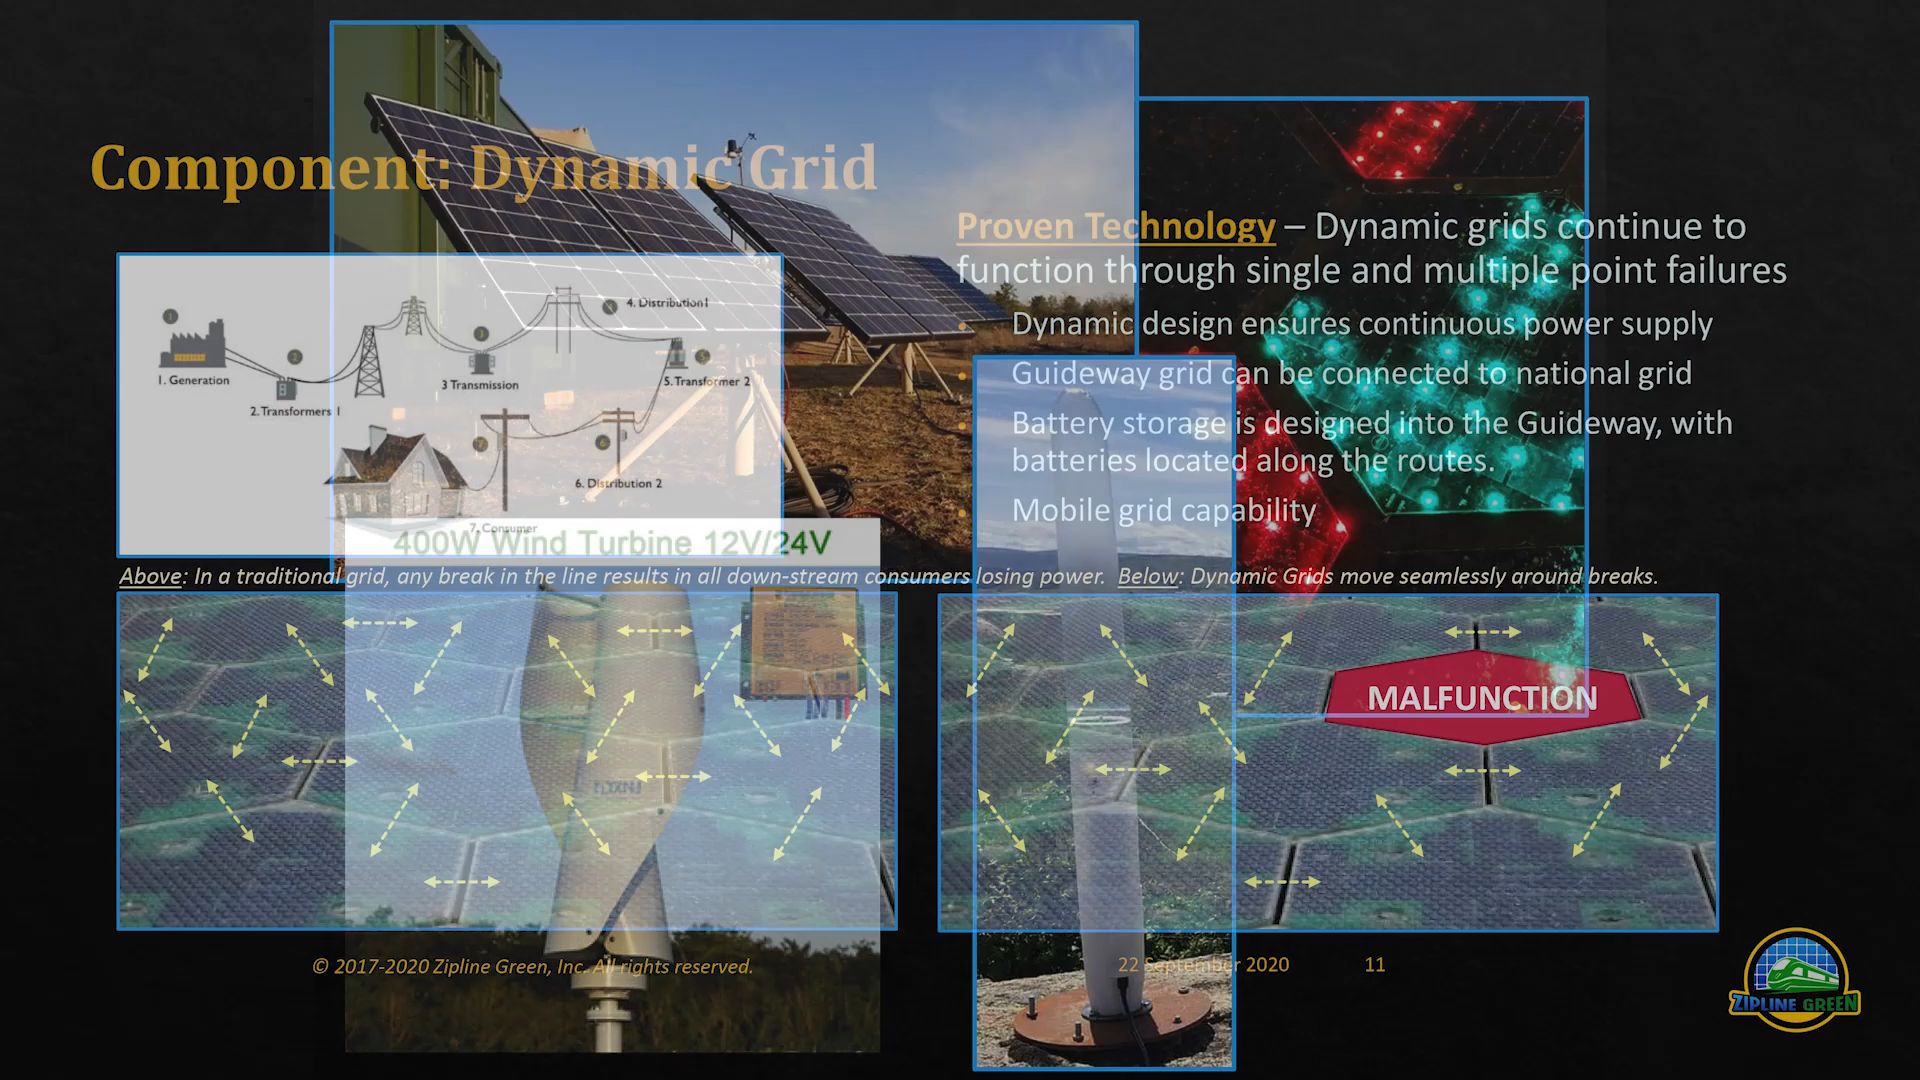 Component: Dynamic Grid
Proven Technology – Dynamic grids continue to
function through single and multiple point failures
Dynamic design ensures continuous power supply
Guideway grid can be connected to national grid
Battery storage is designed into the Guideway, with
batteries located along the routes.
Mobile grid capability
1
2
3
4. Distribution1
5
1. Generation
2. Transformers 1
3 Transmission
5. Transformer 2
6
6. Distribution 2
7. Consumer
400W Wind Turbine 12V/24V
Above: In a traditional grid, any break in the line results in all down-stream consumers losing power. Below: Dynamic Grids move seamlessly around breaks.
MALFUNCTION
© 2017-2020 Zipline Green, Inc. All rights reserved.
22 September 2020
11
ZIPLINE GREEN